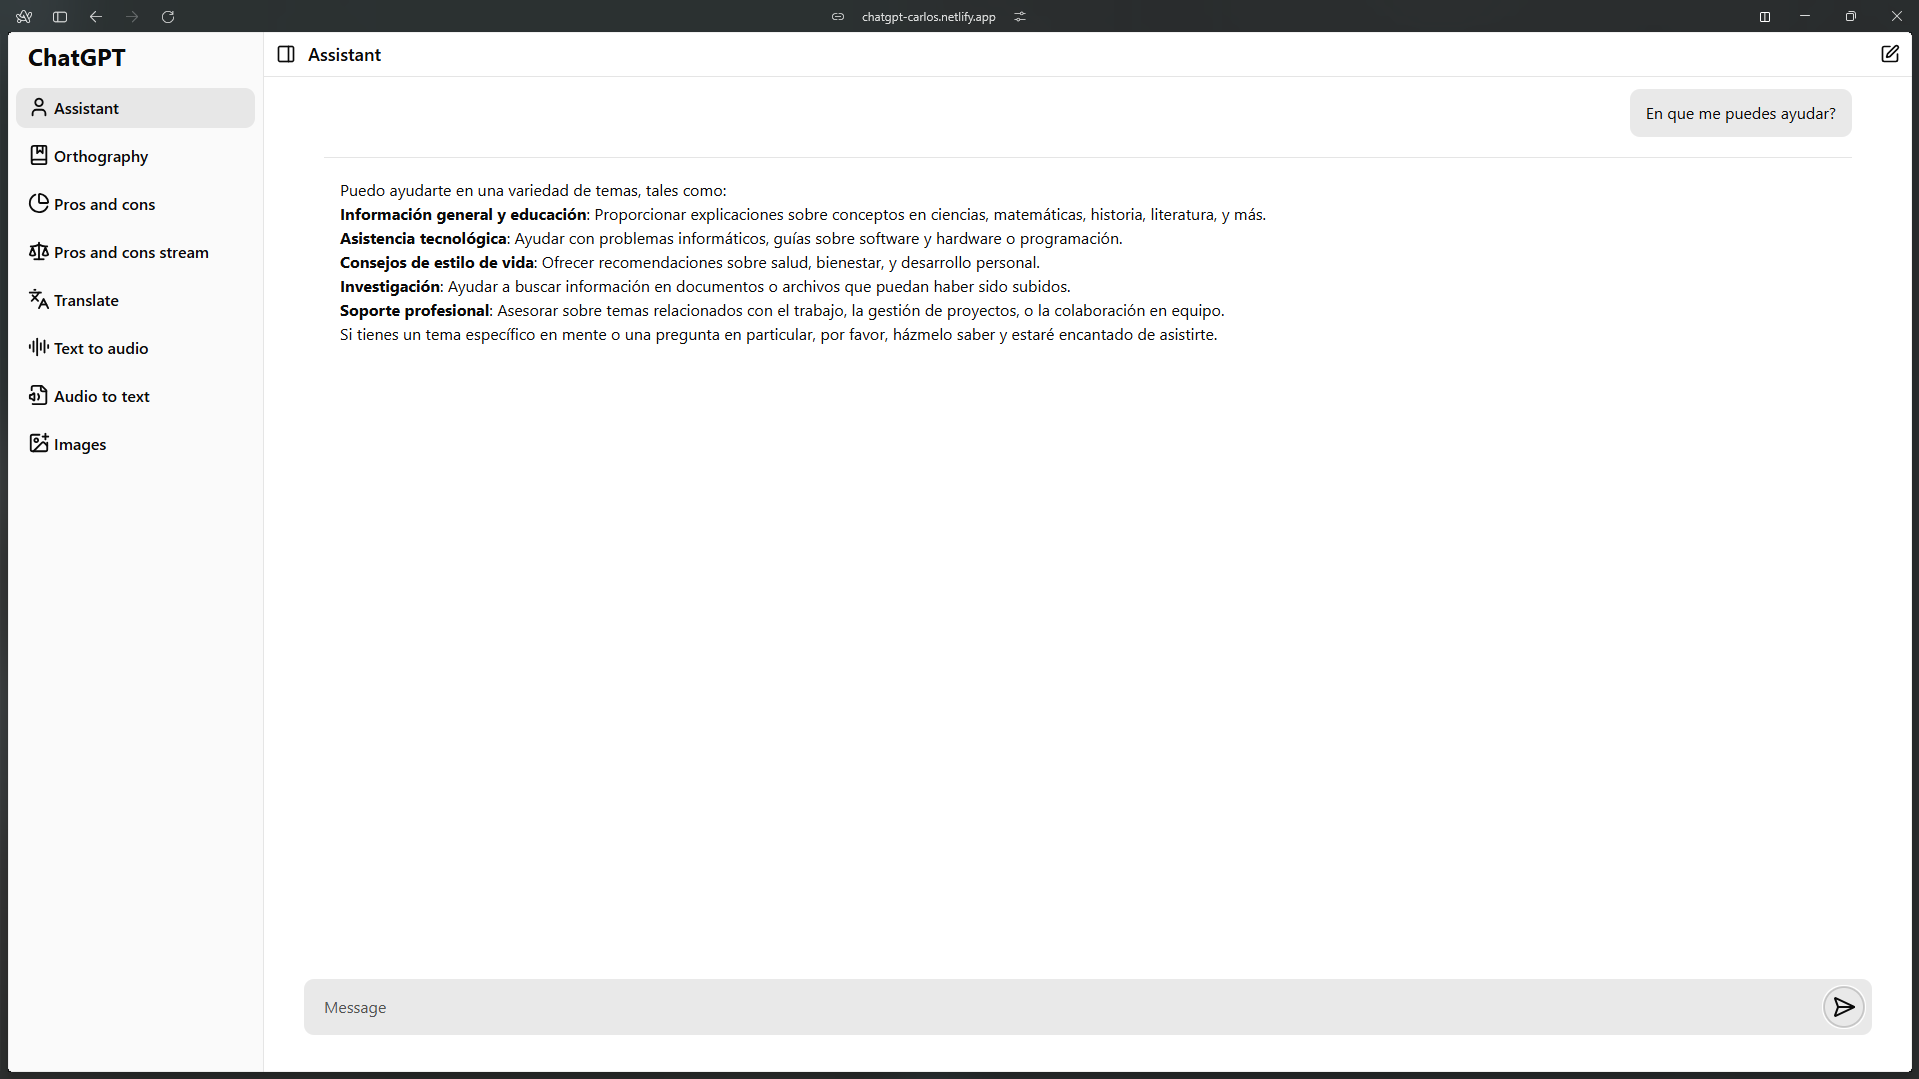 chatgpt-carlos.netlify.app
ChatGPT
Assistant
Orthography
Pros and cons
Pros and cons stream
Translate
Text to audio
Audio to text
Images
Assistant
En que me puedes ayudar?
Puedo ayudarte en una variedad de temas, tales como:
Información general y educación: Proporcionar explicaciones sobre conceptos en ciencias, matemáticas, historia, literatura, y más.
Asistencia tecnológica: Ayudar con problemas informáticos, guías sobre software y hardware o programación.
Consejos de estilo de vida: Ofrecer recomendaciones sobre salud, bienestar, y desarrollo personal.
Investigación: Ayudar a buscar información en documentos o archivos que puedan haber sido subidos.
Soporte profesional: Asesorar sobre temas relacionados con el trabajo, la gestión de proyectos, o la colaboración en equipo.
Si tienes un tema específico en mente o una pregunta en particular, por favor, házmelo saber y estaré encantado de asistirte.
Message